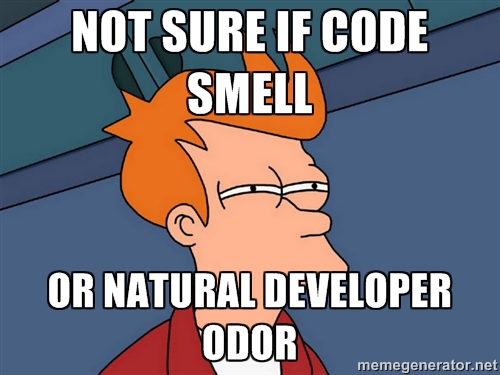 NOT SURE IF CODE
SMELL
OR NATURAL DEVELOPER
ODOR
memegenerator.net